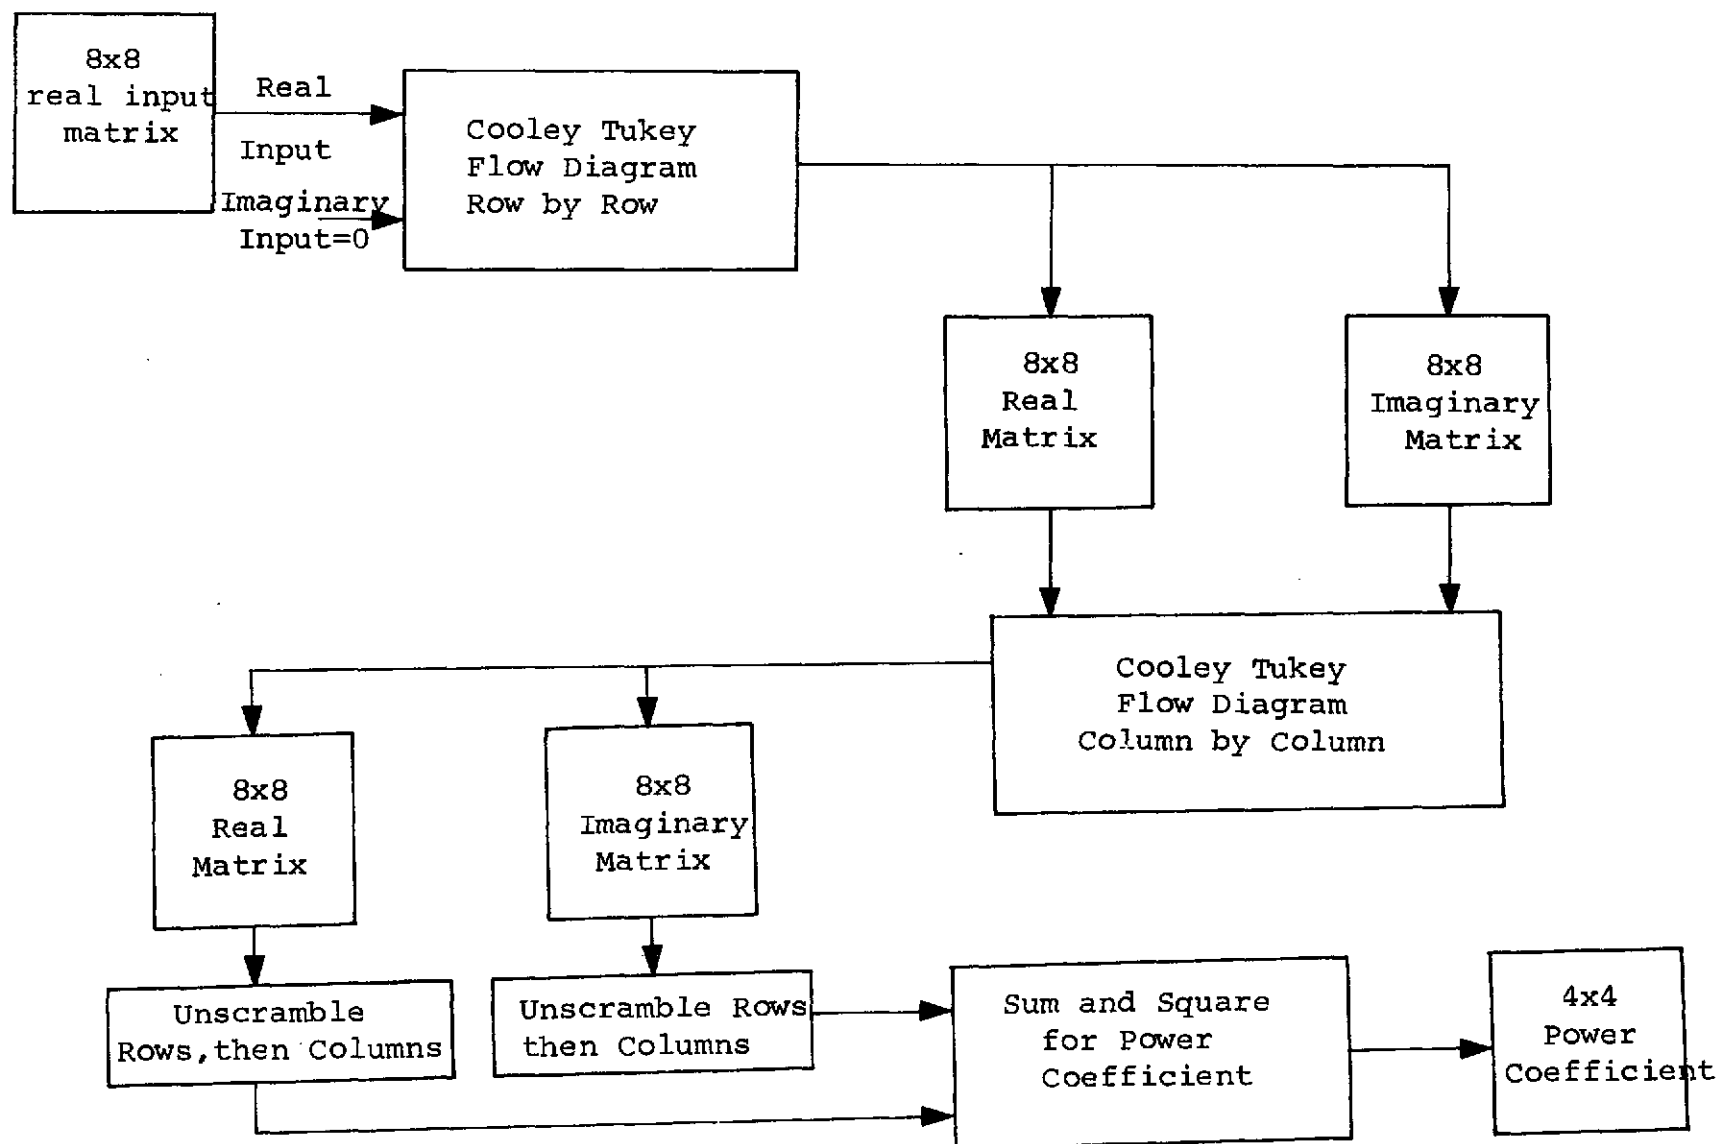 8x8
real input
matrix
Real
Input
Imaginary
Input=0
Cooley Tukey
Flow Diagram
Row by Row
8x8
Real
Matrix
8x8
Imaginary
Matrix
Cooley Tukey
Flow Diagram
Column by Column
8x8
Real
Matrix
8x8
Imaginary
Matrix
Unscramble
Rows,then Columns
Unscramble Rows
then Columns
Sum and Square
for Power
Coefficient
4x4
Power
Coefficient